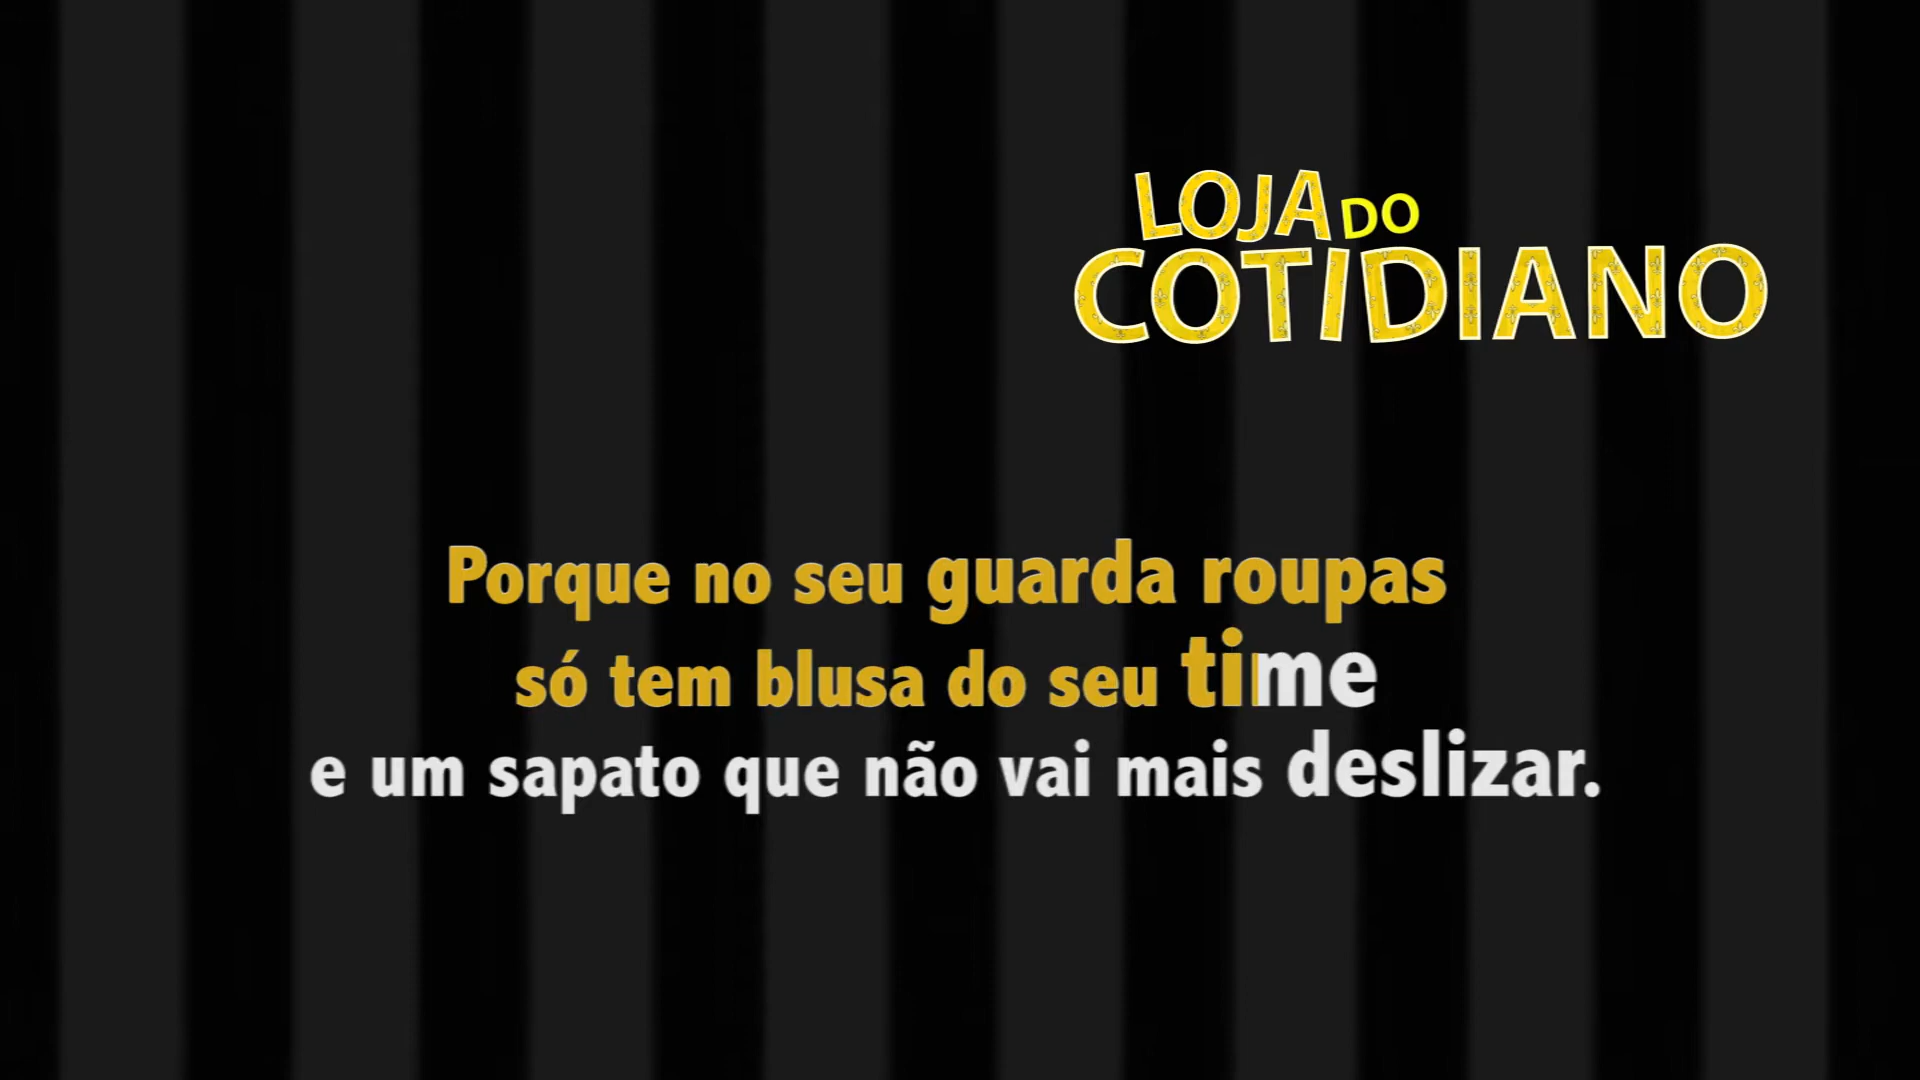 LOJA DO
COTIDIANO
Porque no seu guarda roupas
só tem blusa do seu time
e um sapato que não vai mais deslizar.